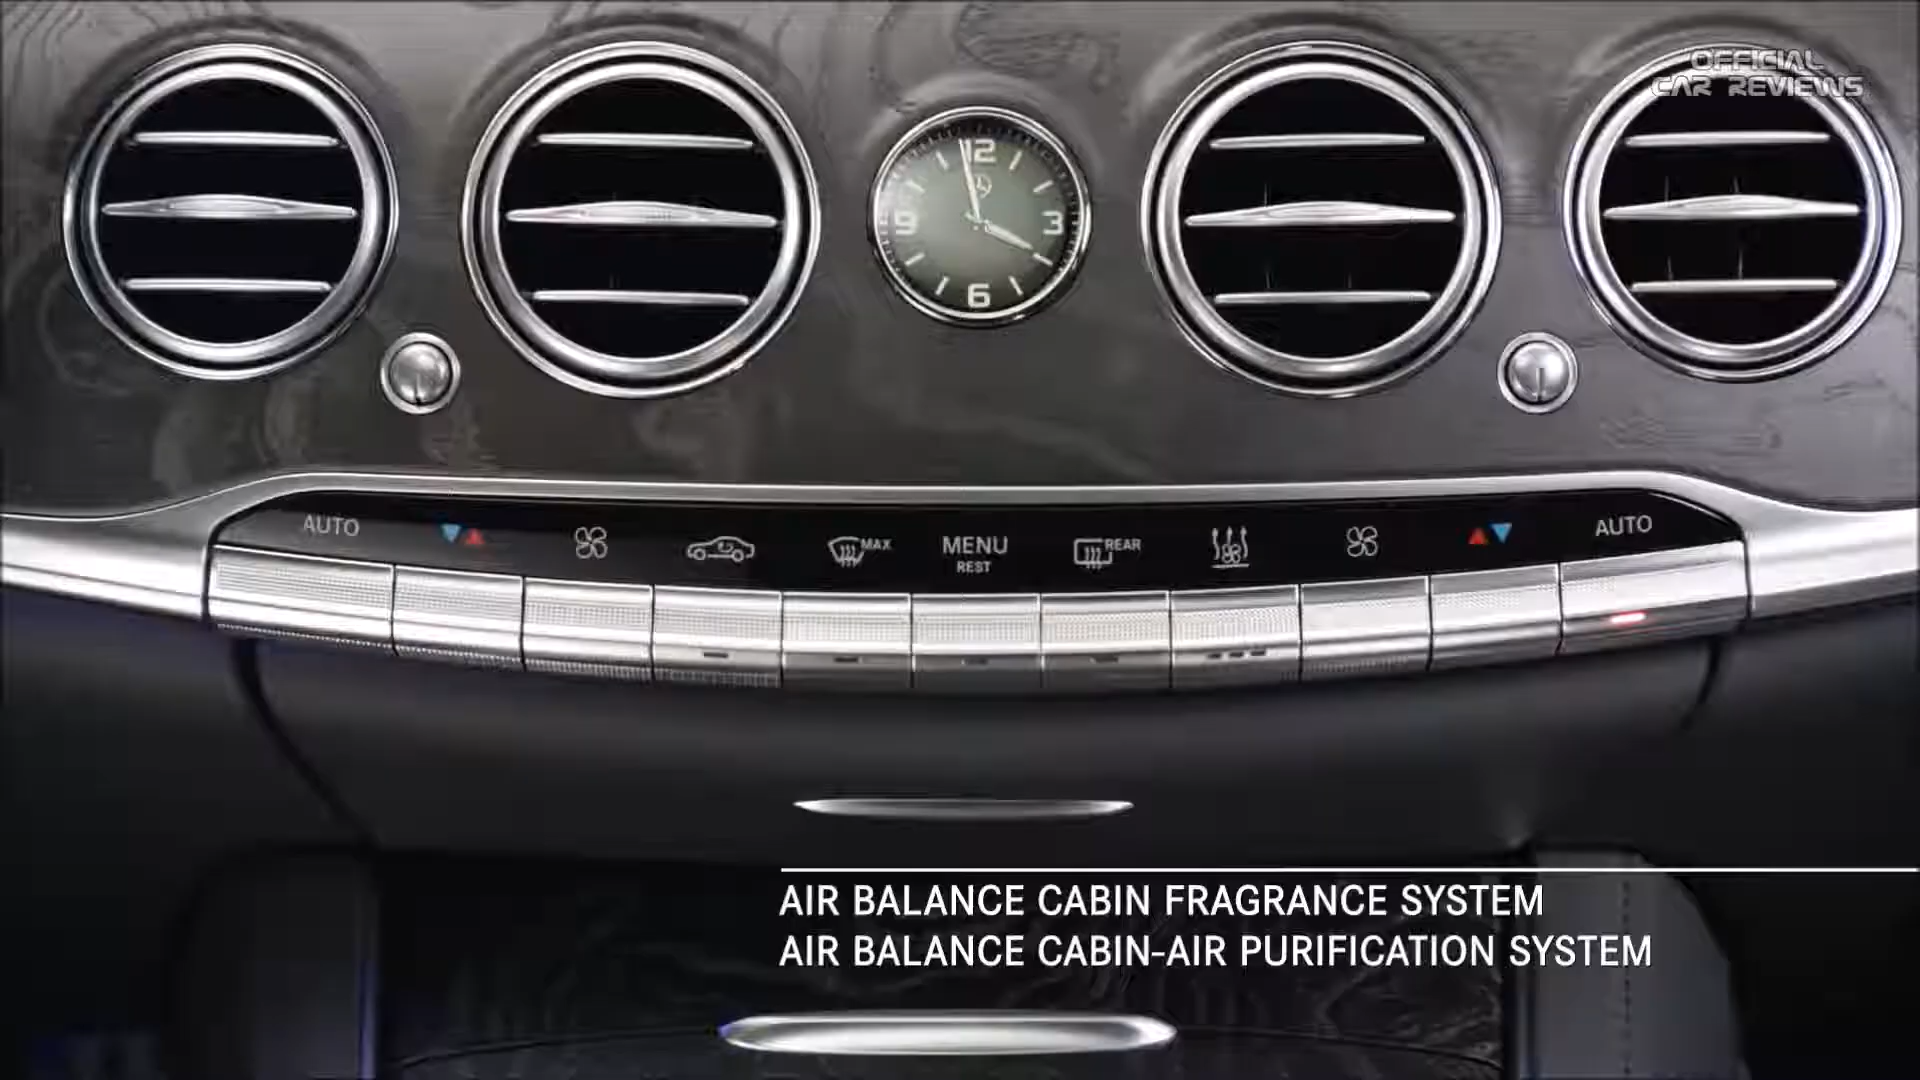 OFFICIAL
CAR REVIEWS
12
9
3
6
AUTO
MAX
MENU
REST
REAR
AUTO
AIR BALANCE CABIN FRAGRANCE SYSTEM
AIR BALANCE CABIN-AIR PURIFICATION SYSTEM